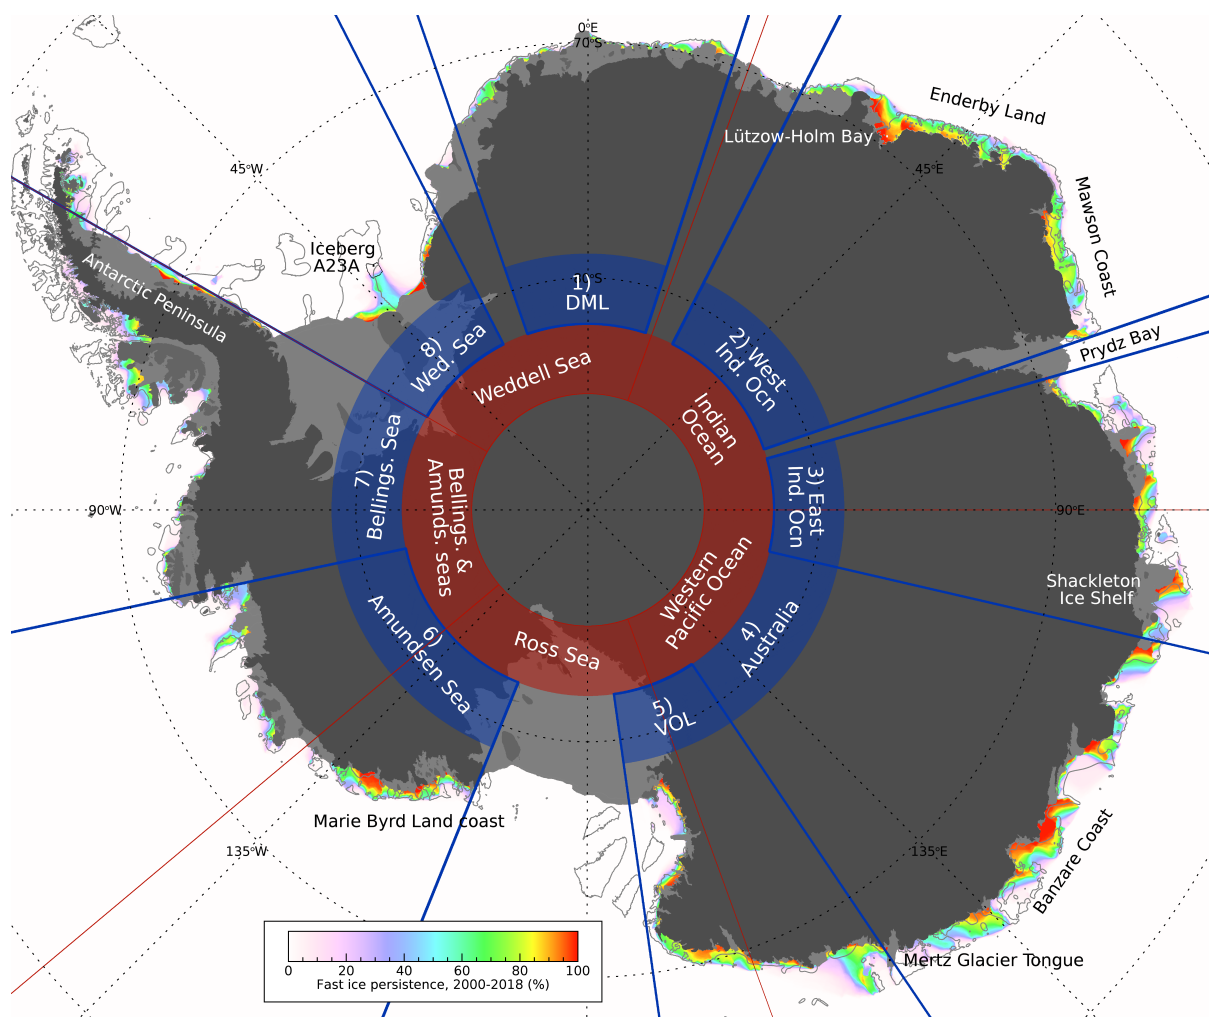 0°E
70°S
Enderby Land
Lützow-Holm Bay
45°W
45°E
Mawson Coast
Iceberg
A23A
Antarctic Peninsula
80°S
1)
DML
2) West
Ind. Ocn
Prydz Bay
8)
Wed. Sea
Weddell Sea
Indian
Ocean
7)
Bellings. Sea
Bellings. &
Amunds. seas
3) East
Ind. Ocn
90°W
90°E
Western
Pacific Ocean
Shackleton
Ice Shelf
6)
Amundsen Sea
Ross Sea
4)
Australia
5)
VOL
Marie Byrd Land coast
135°W
135°E
Banzare Coast
Mertz Glacier Tongue
0 20 40 60 80 100
Fast ice persistence, 2000-2018 (%)